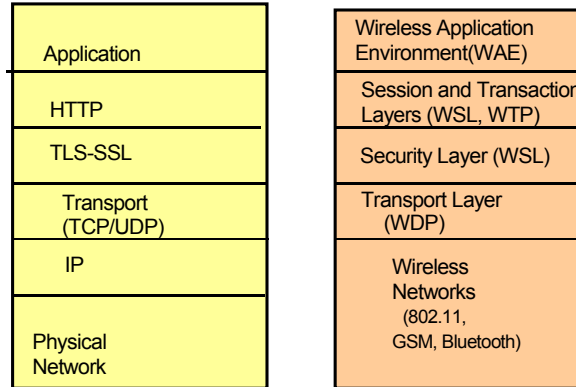 Application
HTTP
TLS-SSL
Transport
(TCP/UDP)
IP
Physical
Network
Wireless Application
Environment(WAE)
Session and Transaction
Layers (WSL, WTP)
Security Layer (WSL)
Transport Layer
(WDP)
Wireless
Networks
(802.11,
GSM, Bluetooth)